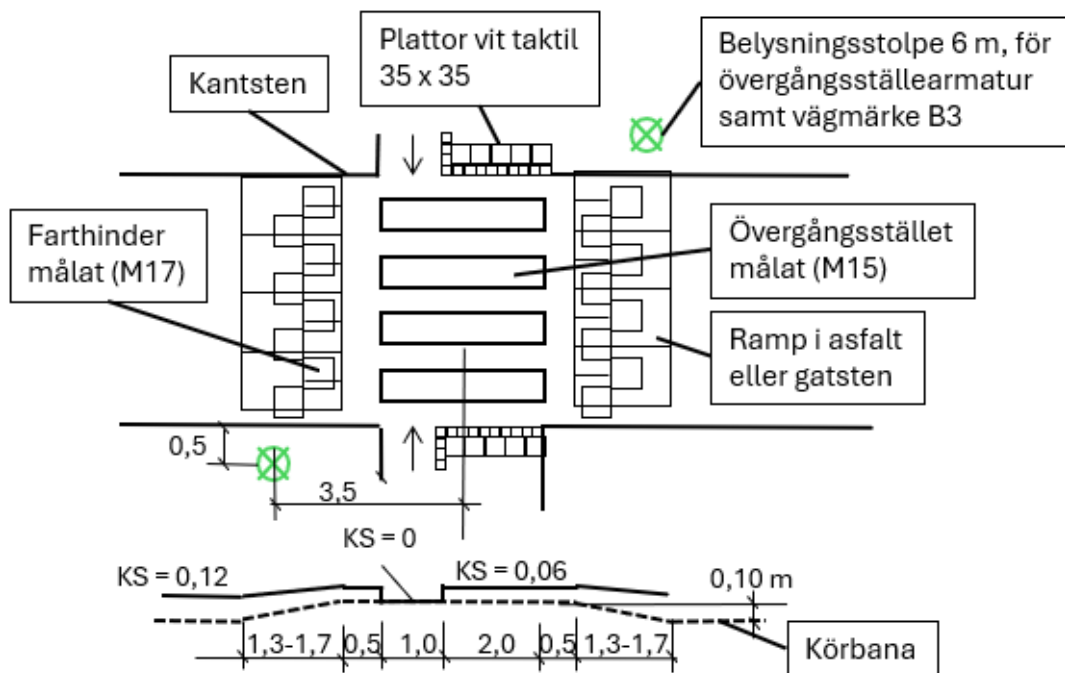 Plattor vit taktil
35 x 35
Belysningsstolpe 6 m, för
övergångsställearmatur
samt vägmärke B3
Kantsten
Farthinder
målat (M17)
Övergångsstället
målat (M15)
Ramp i asfalt
eller gatsten
0,5
3,5
KS = 0
KS = 0,12
KS = 0,06
0,10 m
1,3-1,7
0,5
1,0
2,0
0,5
1,3-1,7
Körbana